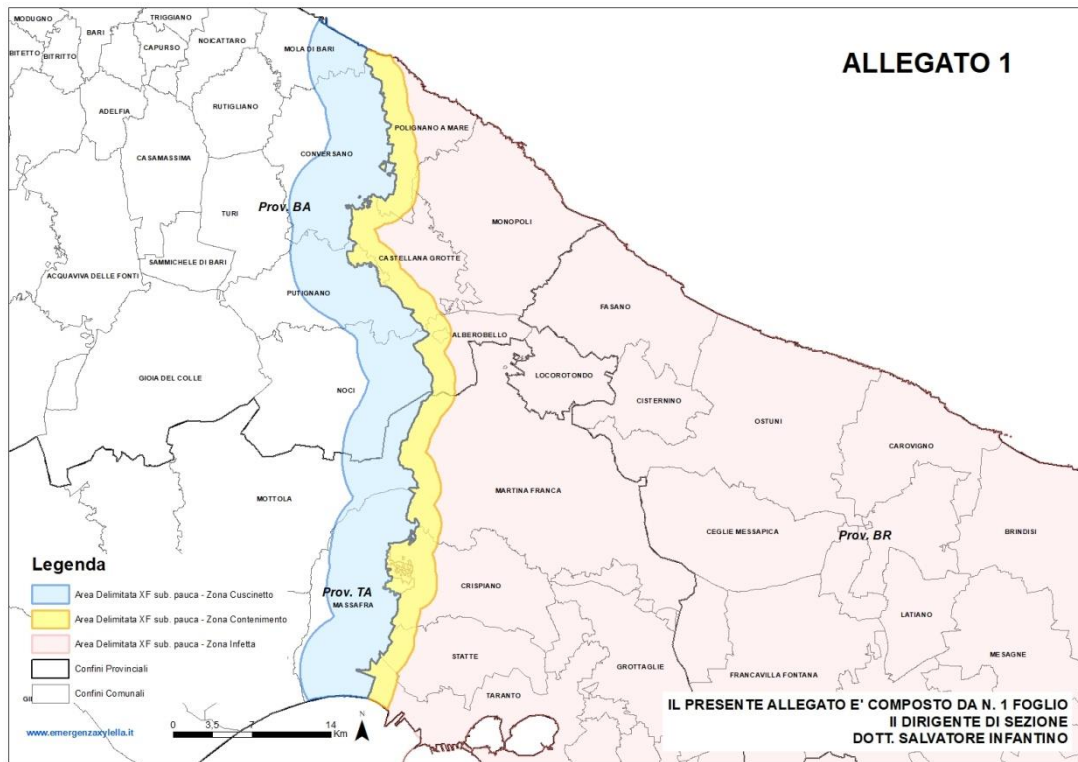 ALLEGATO 1
MODUGNO
BARI
TRIGGIANO
BITETTO
BITRITTO
CAPURSO
NOICATTARO
MOLA DI BARI
ADELFIA
RUTIGLIANO
POLIGNANO A MARE
CASAMASSIMA
CONVERSANO
TURI
Prov. BA
MONOPOLI
SAMMICHELE DI BARI
CASTELLANA GROTTE
ACQUAVIVA DELLE FONTI
PUTIGNANO
FASANO
ALBEROBELLO
GIOIA DEL COLLE
NOCI
LOCOROTONDO
CISTERNINO
OSTUNI
CAROVIGNO
MOTTOLA
MARTINA FRANCA
CEGLIE MESSAPICA
Prov. BR
BRINDISI
Prov. TA
MASSAFRA
CRISPIANO
LATIANO
STATTE
GROTTAGLIE
FRANCAVILLA FONTANA
MESAGNE
TARANTO
Legenda
Area Delimitata XF sub. pauca - Zona Cuscinetto
Area Delimitata XF sub. pauca - Zona Contenimento
Area Delimitata XF sub. pauca - Zona Infetta
Confini Provinciali
Confini Comunali
GI
www.emergenzaxylella.it
0 3,5 7 14
Km
N
IL PRESENTE ALLEGATO E' COMPOSTO DA N. 1 FOGLIO
Il DIRIGENTE DI SEZIONE
DOTT. SALVATORE INFANTINO